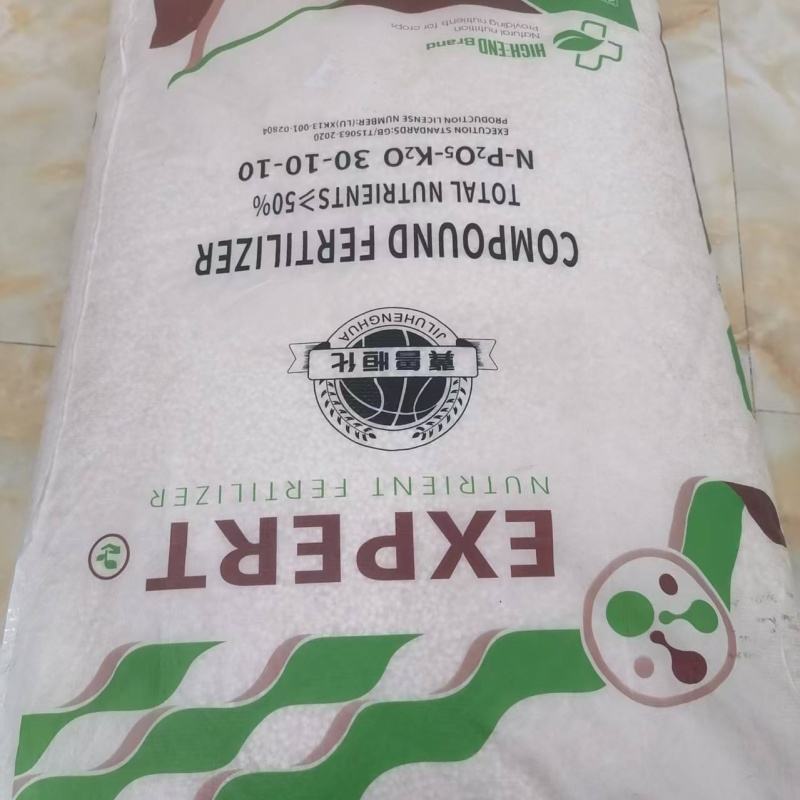 EXPERT
NUTRIENT FERTILIZER
冀鲁恒化
JILUHENGHUA
COMPOUND FERTILIZER
TOTAL NUTRIENTS≥50%
N-P2O5-K2O 30-10-10
EXECUTION STANDARDS:GB/T15063-2020
PRODUCTION LICENSE NUMBER:(LU)XK13-001-02804
HIGH-END Brand
Natural nutrition
Providing nutrients for crops